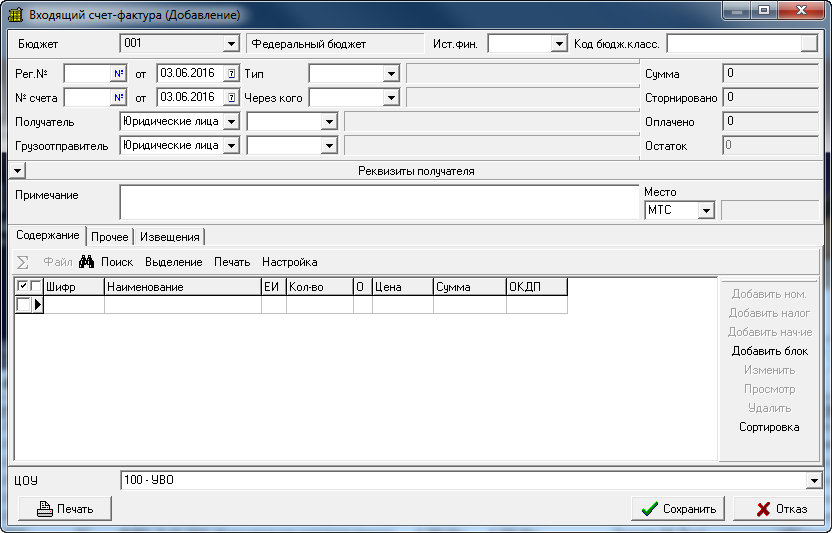 Входящий счет-фактура (Добавление)
Бюджет 001 Федеральный бюджет Ист.фин. Код бюдж.класс.
Рег.№ № от 03.06.2016 ? Тип Сумма 0
№ счета № от 03.06.2016 ? Через кого Сторнировано 0
Получатель Юридические лица Оплачено 0
Грузоотправитель Юридические лица Остаток 0
Реквизиты получателя
Примечание Место
МТС
Содержание Прочее Извещения
Σ Файл Поиск Выделение Печать Настройка
Шифр Наименование ЕИ Кол-во О Цена Сумма ОКДП
Добавить ном.
Добавить налог
Добавить нач-ие
Добавить блок
Изменить
Просмотр
Удалить
Сортировка
ЦОУ 100 - УВО
Печать Сохранить Отказ